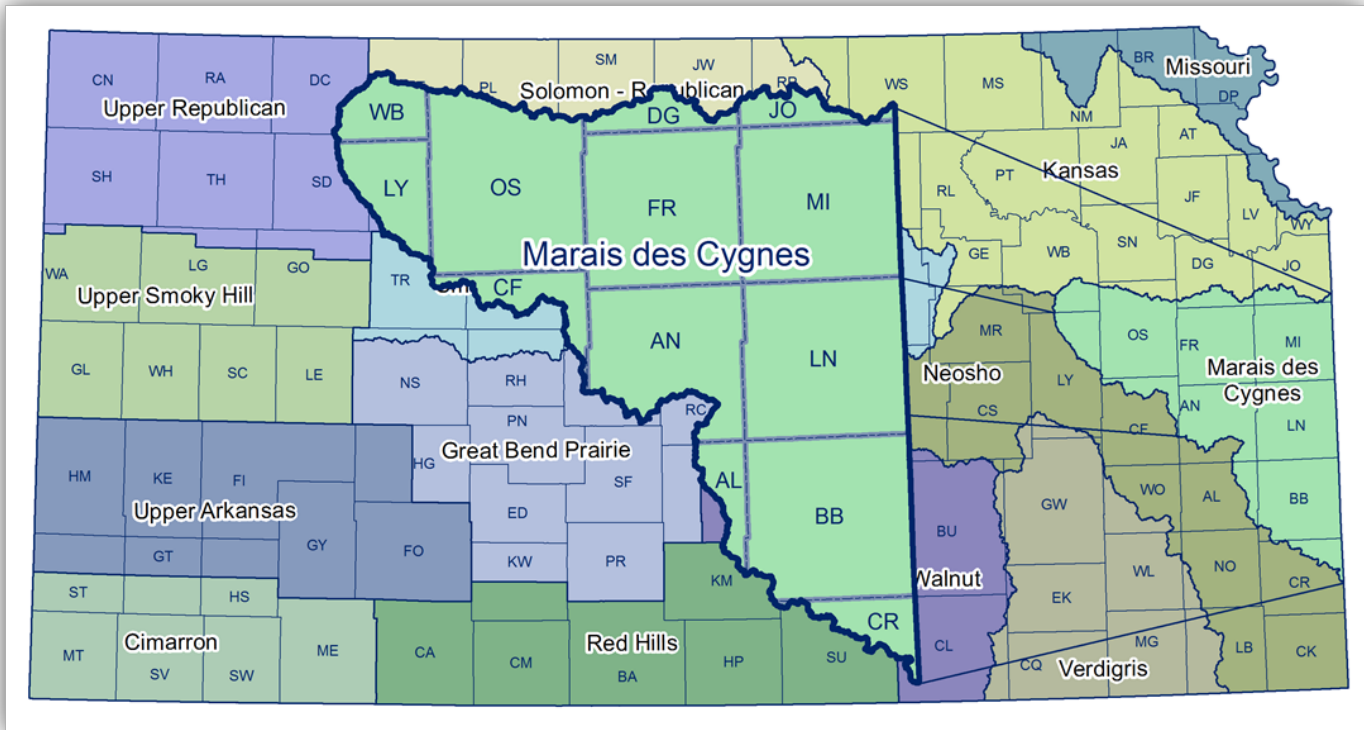 CN
RA
DC
Upper Republican
SH
TH
SD
PL
SM
JW
RP
Solomon - Republican
WS
MS
NM
BR
Missouri
DP
JA
AT
RL
PT
Kansas
JF
LV
WY
GE
WB
SN
DG
JO
WB
DG
JO
LY
OS
FR
MI
Marais des Cygnes
CF
AN
LN
AL
BB
CR
WA
LG
GO
Upper Smoky Hill
TR
GL
WH
SC
LE
NS
RH
PN
RC
HG
Great Bend Prairie
SF
ED
KW
PR
HM
KE
FI
Upper Arkansas
GT
GY
FO
ST
HS
Cimarron
MT
SV
SW
ME
CA
CM
Red Hills
BA
HP
SU
KM
MR
Neosho
LY
CS
CF
OS
FR
MI
Marais des
Cygnes
AN
LN
WO
AL
BB
BU
Walnut
CL
GW
EK
WL
NO
CR
CQ
MG
Verdigris
LB
CK